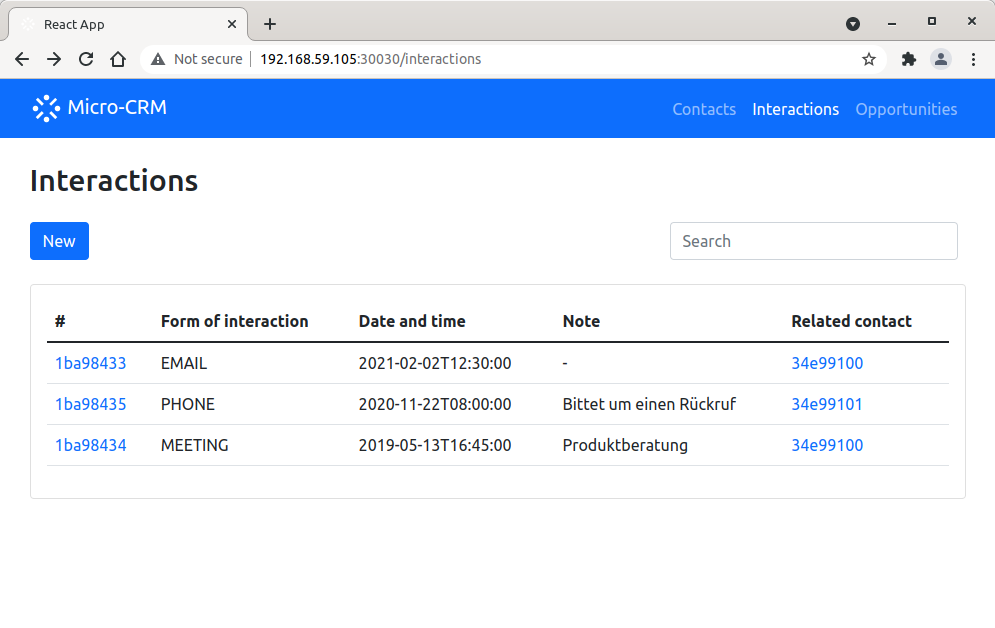 React App
Not secure 192.168.59.105:30030/interactions
Micro-CRM Contacts Interactions Opportunities
Interactions
New Search
# Form of interaction Date and time Note Related contact
1ba98433 EMAIL 2021-02-02T12:30:00 - 34e99100
1ba98435 PHONE 2020-11-22T08:00:00 Bittet um einen Rückruf 34e99101
1ba98434 MEETING 2019-05-13T16:45:00 Produktberatung 34e99100